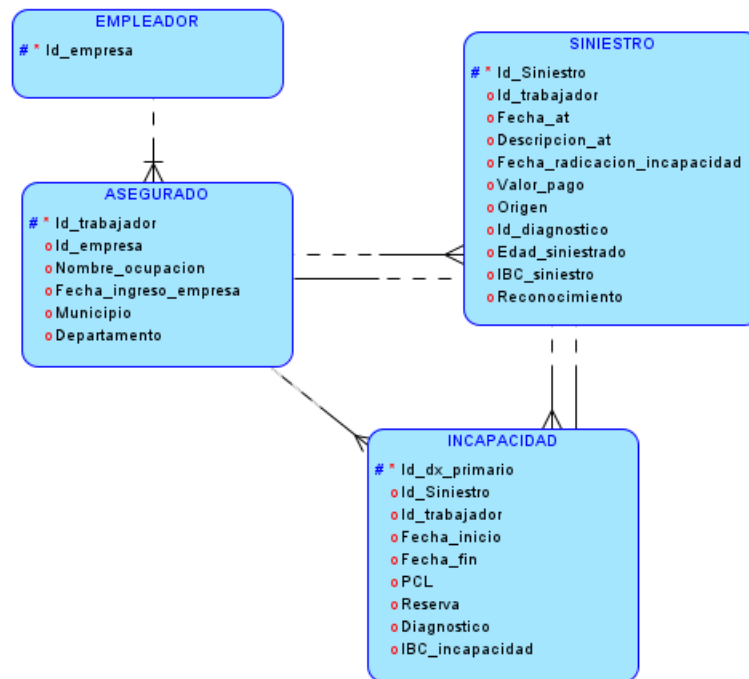 EMPLEADOR
# * Id_empresa
SINIESTRO
# * Id_Siniestro
o Id_trabajador
o Fecha_at
o Descripcion_at
o Fecha_radicacion_incapacidad
o Valor_pago
o Origen
o Id_diagnostico
o Edad_siniestrado
o IBC_siniestro
o Reconocimiento
ASEGURADO
# * Id_trabajador
o Id_empresa
o Nombre_ocupacion
o Fecha_ingreso_empresa
o Municipio
o Departamento
INCAPACIDAD
# * Id_dx_primario
o Id_Siniestro
o Id_trabajador
o Fecha_inicio
o Fecha_fin
o PCL
o Reserva
o Diagnostico
o IBC_incapacidad